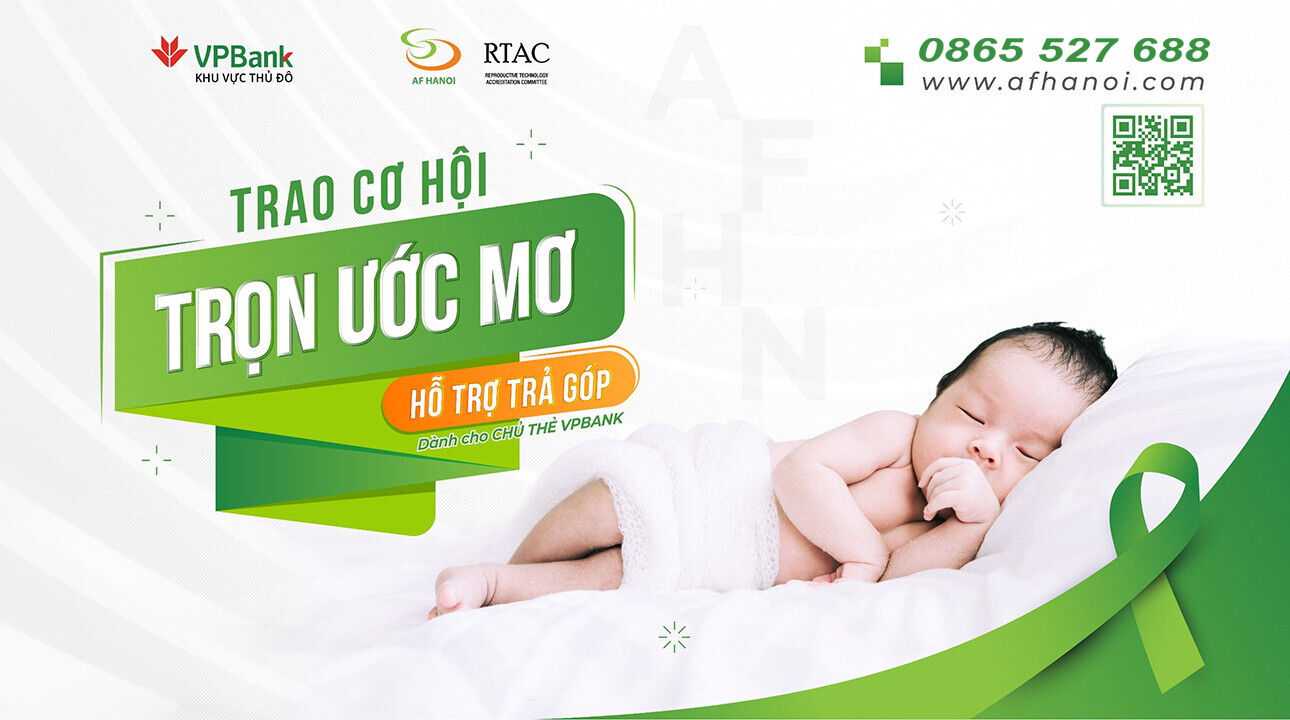 VPBank
KHU VỰC THỦ ĐÔ
AF HANOI
RTAC
REPRODUCTIVE TECHNOLOGY
ACCREDITATION COMMITTEE
0865 527 688
www.afhanoi.com
A
F
H
N
TRAO CƠ HỘI
TRỌN ƯỚC MƠ
HỖ TRỢ TRẢ GÓP
Dành cho CHỦ THẺ VPBANK